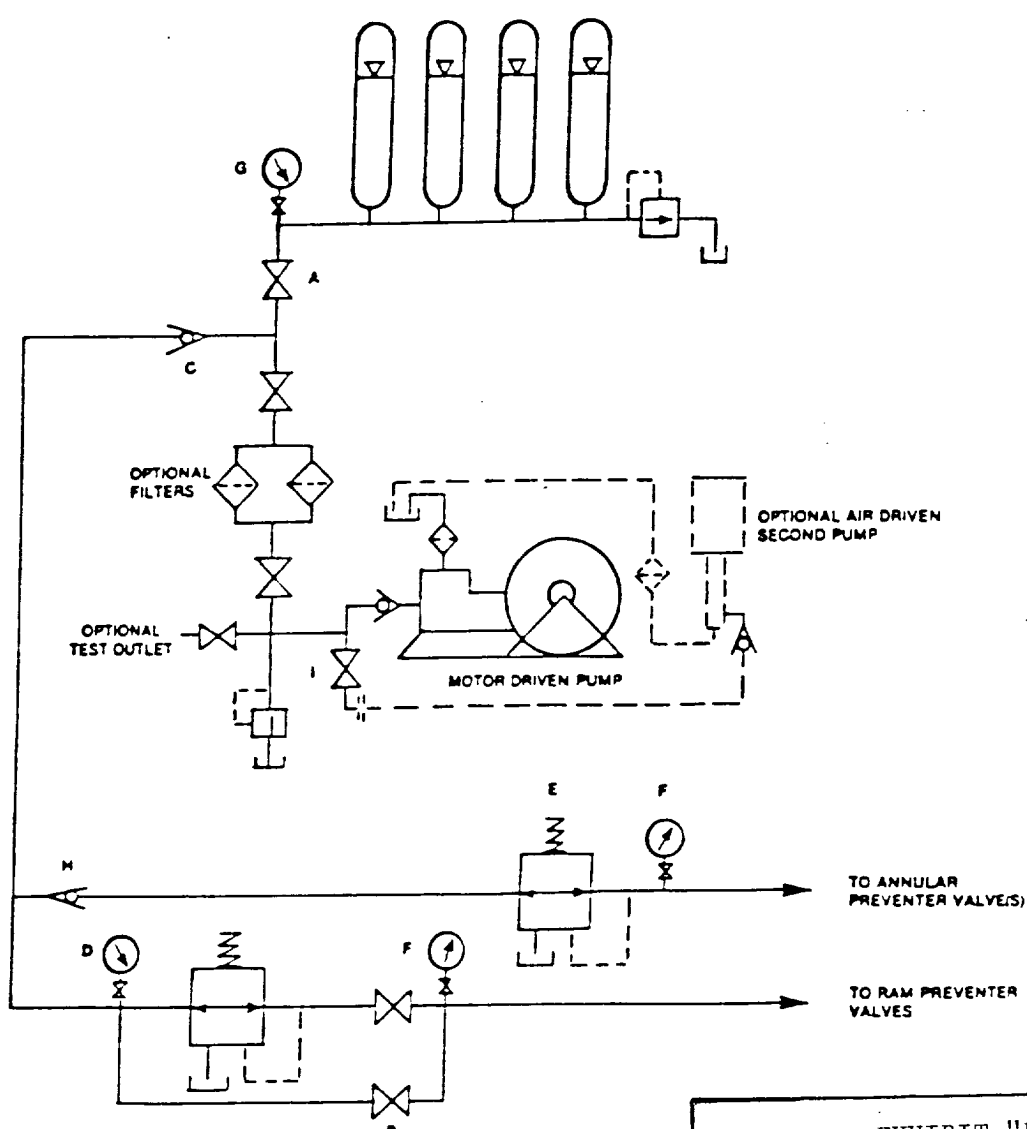 G
A
C
OPTIONAL
FILTERS
OPTIONAL AIR DRIVEN
SECOND PUMP
OPTIONAL
TEST OUTLET
I
MOTOR DRIVEN PUMP
E
F
H
TO ANNULAR
PREVENTER VALVE(S)
D
F
TO RAM PREVENTER
VALVES